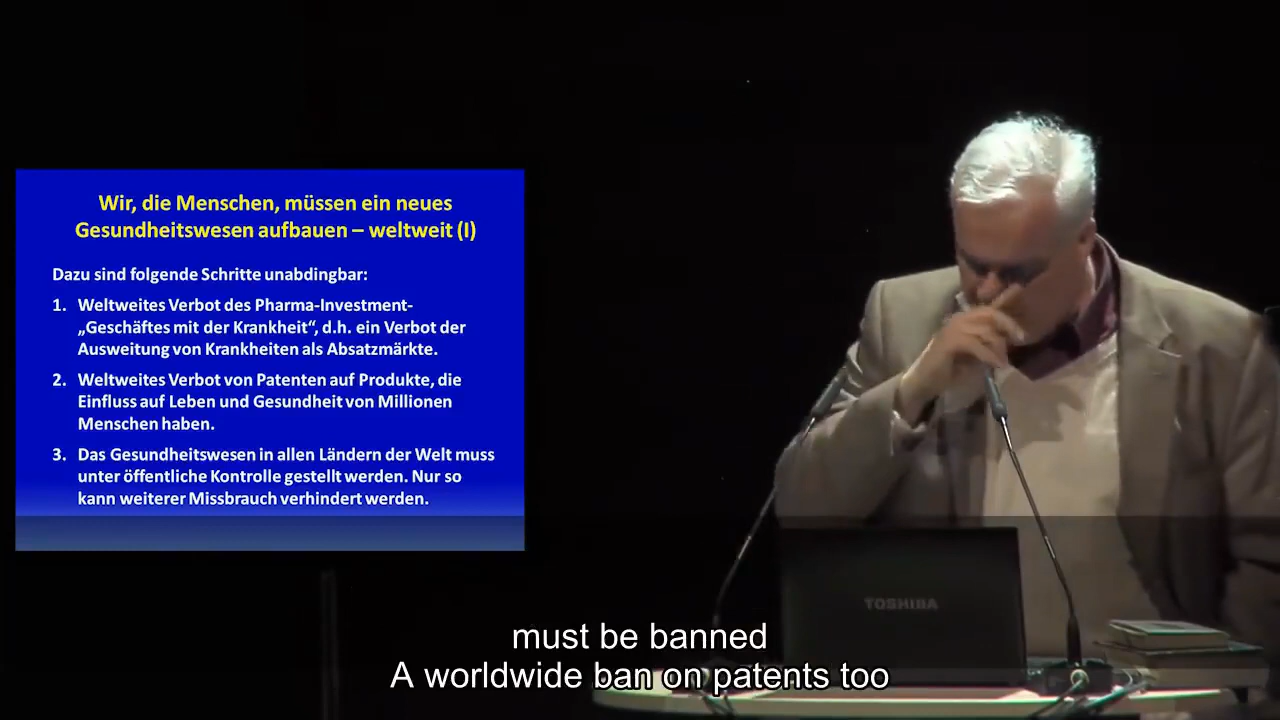 Wir, die Menschen, müssen ein neues
Gesundheitswesen aufbauen – weltweit (I)
Dazu sind folgende Schritte unabdingbar:
1. Weltweites Verbot des Pharma-Investment-
„Geschäftes mit der Krankheit“, d.h. ein Verbot der
Ausweitung von Krankheiten als Absatzmärkte.
2. Weltweites Verbot von Patenten auf Produkte, die
Einfluss auf Leben und Gesundheit von Millionen
Menschen haben.
3. Das Gesundheitswesen in allen Ländern der Welt muss
unter öffentliche Kontrolle gestellt werden. Nur so
kann weiterer Missbrauch verhindert werden.
TOSHIBA
must be banned
A worldwide ban on patents too